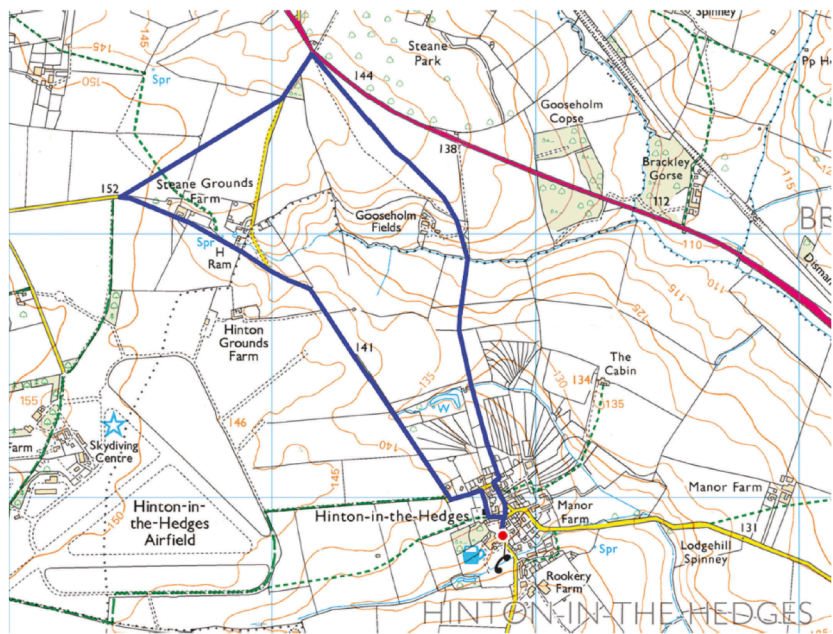 Spinney
145
145
Steane
Park
Pp H
150
Spr
144
Gooseholm
Copse
138
Brackley
Gorse
152
Steane Grounds
Farm
115
112
Gooseholm
Fields
BR
Spr
H
Ram
110
Disman
110
115
125
Hinton
Grounds
Farm
141
The
Cabin
135
130
134
135
155
W
146
140
arm
Skydiving
Centre
145
Manor Farm
Hinton-in-
the-Hedges
Airfield
Hinton-in-the-Hedges
Manor
Farm
150
131
Spr
Lodgehill
Spinney
Rookery
Farm
HINTON-IN-THE-HEDGES